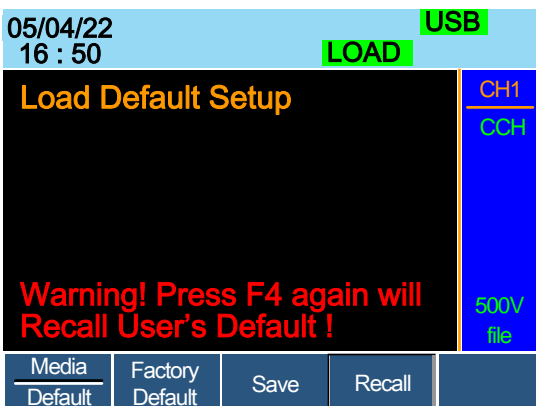 05/04/22
USB
16 : 50
LOAD
Load Default Setup
CH1
CCH
Warning! Press F4 again will
Recall User's Default !
500V
file
Media
Default
Factory
Default
Save
Recall